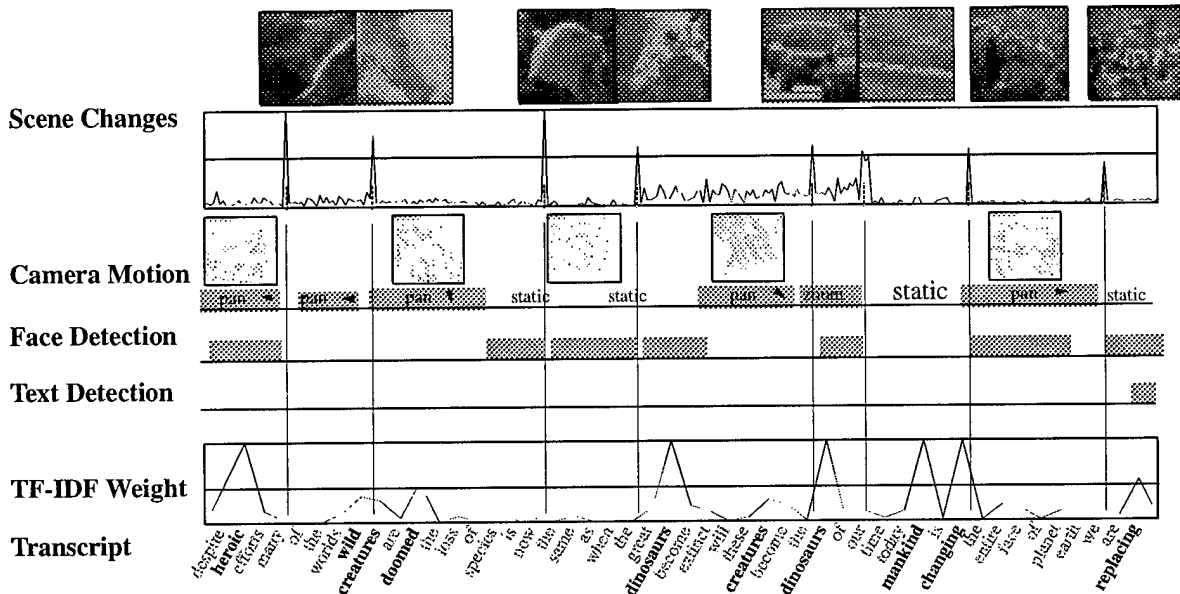 Scene Changes
Camera Motion
pan pan pan static static pan zoom static pan static
Face Detection
Text Detection
TF-IDF Weight
Transcript
despire heroic efforts many of the worlds wild creatures are doomed the loss of species is now the same as when the great dinosaurs become extinct will these creatures become the dinosaurs of our time today mankind is changing the entire face of planet earth we are replacing